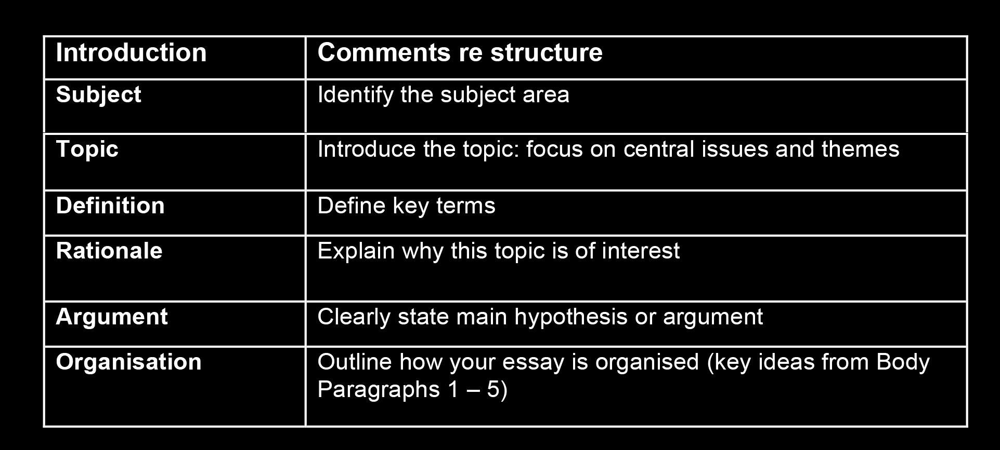 Introduction
Comments re structure
Subject
Identify the subject area
Topic
Introduce the topic: focus on central issues and themes
Definition
Define key terms
Rationale
Explain why this topic is of interest
Argument
Clearly state main hypothesis or argument
Organisation
Outline how your essay is organised (key ideas from Body
Paragraphs 1 – 5)